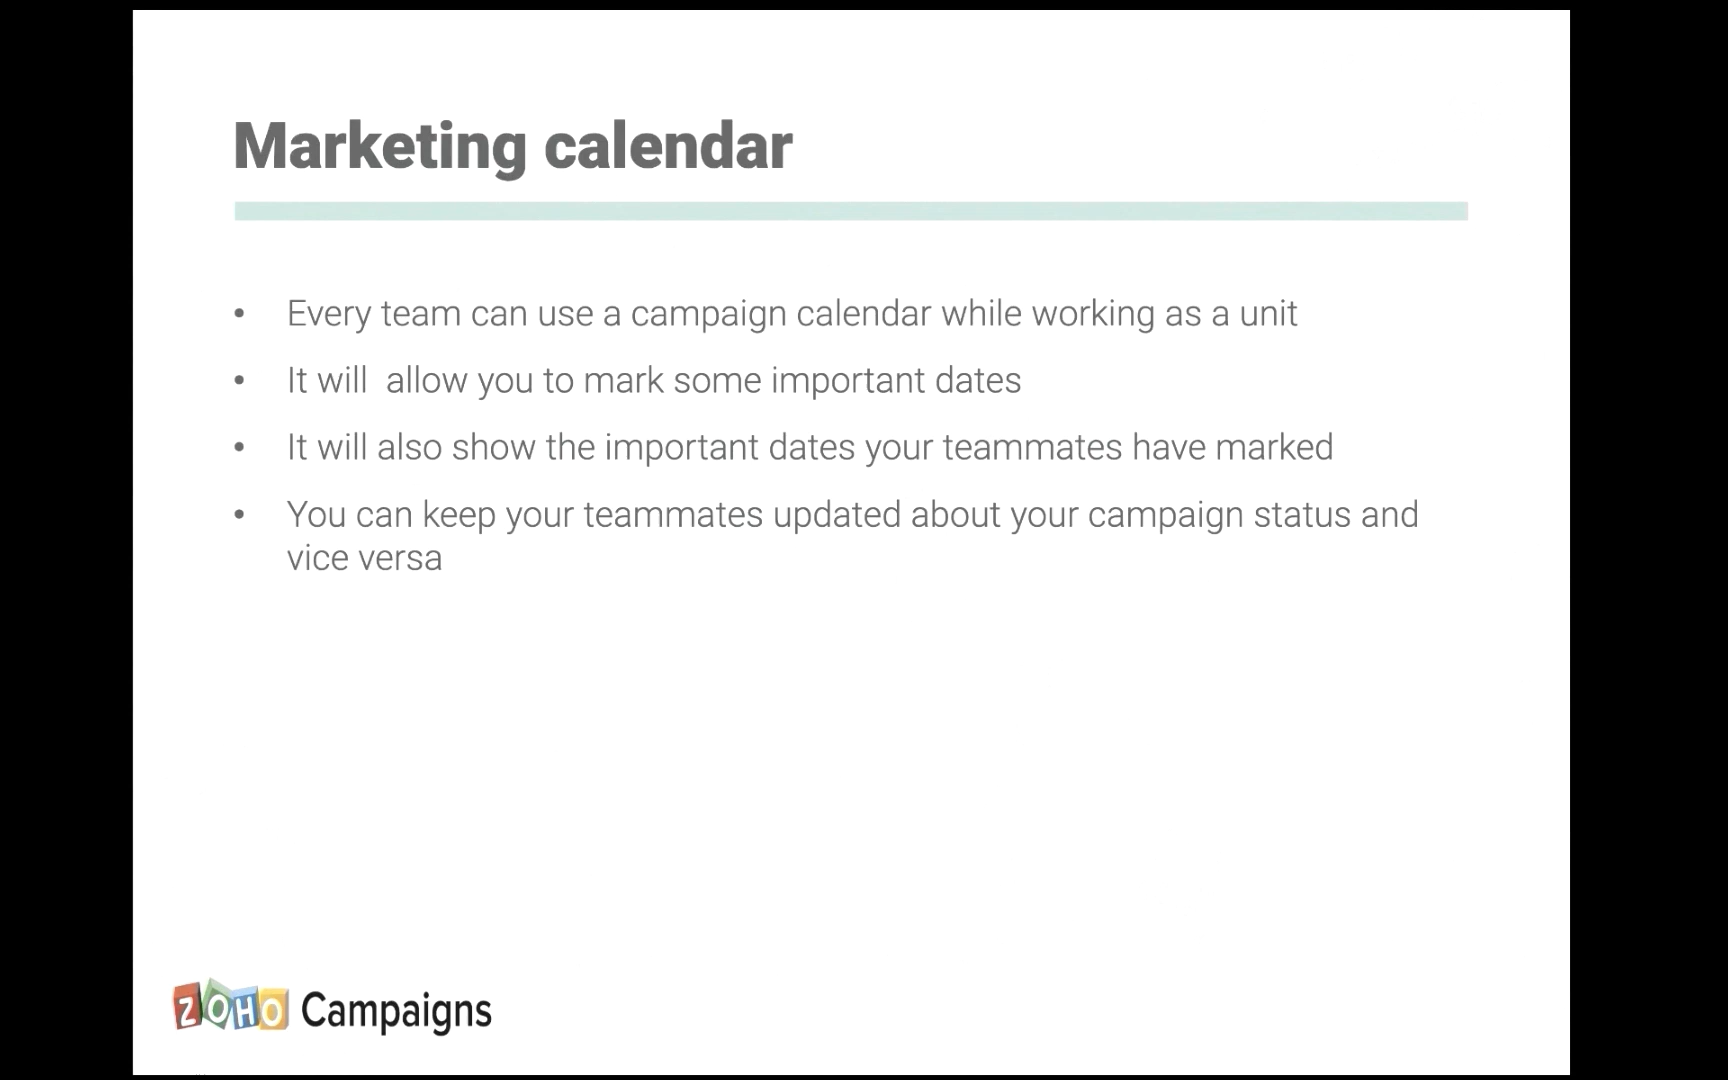 Marketing calendar
• Every team can use a campaign calendar while working as a unit
• It will  allow you to mark some important dates
• It will also show the important dates your teammates have marked
• You can keep your teammates updated about your campaign status and
vice versa
ZOHO Campaigns